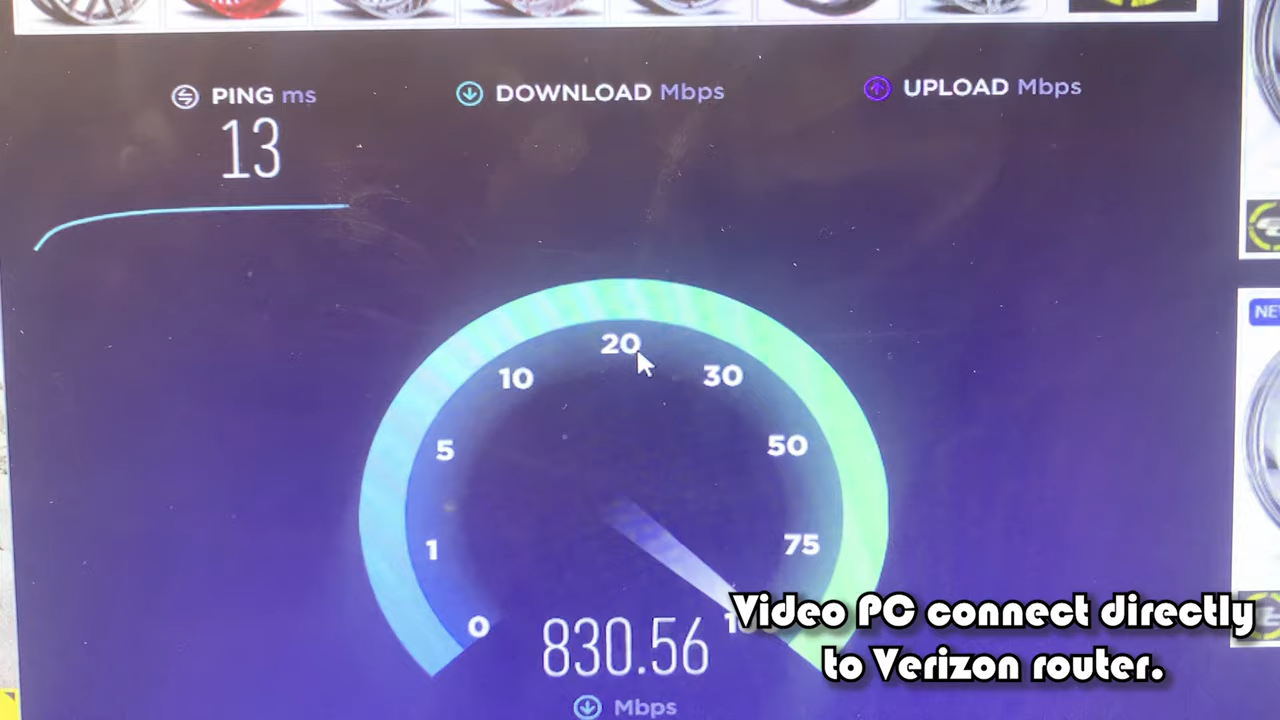 PING ms
DOWNLOAD Mbps
UPLOAD Mbps
13
20
10
30
5
50
1
75
0
830.56
Mbps
Video PC connect directly
to Verizon router.